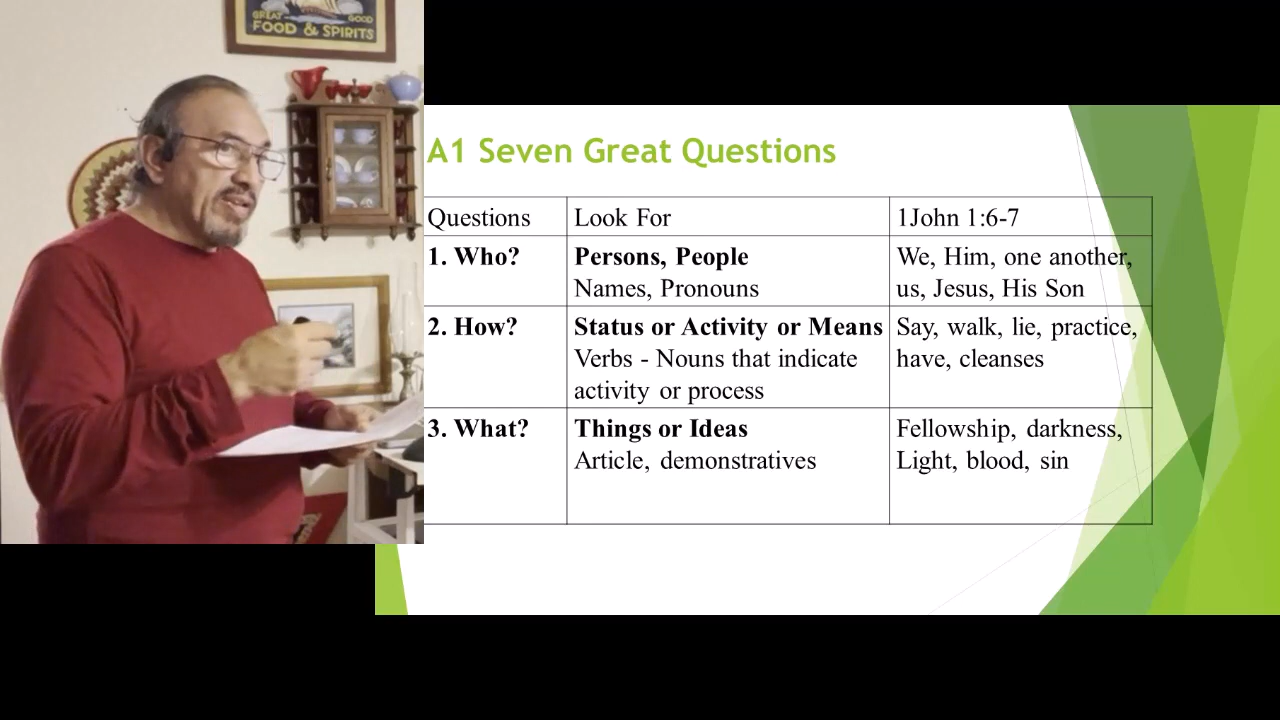 GREAT GOOD
FOOD & SPIRITS
A1 Seven Great Questions
Questions
Look For
1John 1:6-7
1. Who?
Persons, People
Names, Pronouns
We, Him, one another,
us, Jesus, His Son
2. How?
Status or Activity or Means
Verbs - Nouns that indicate
activity or process
Say, walk, lie, practice,
have, cleanses
3. What?
Things or Ideas
Article, demonstratives
Fellowship, darkness,
Light, blood, sin